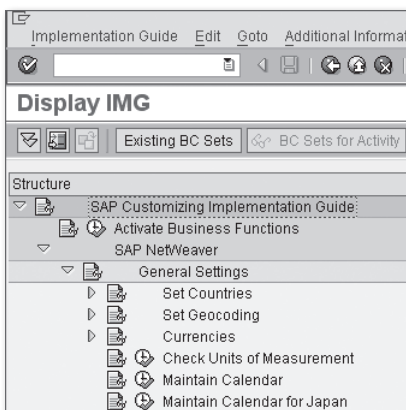 Implementation Guide Edit Goto Additional Informat
Display IMG
Existing BC Sets BC Sets for Activity
Structure
SAP Customizing Implementation Guide
Activate Business Functions
SAP NetWeaver
General Settings
Set Countries
Set Geocoding
Currencies
Check Units of Measurement
Maintain Calendar
Maintain Calendar for Japan